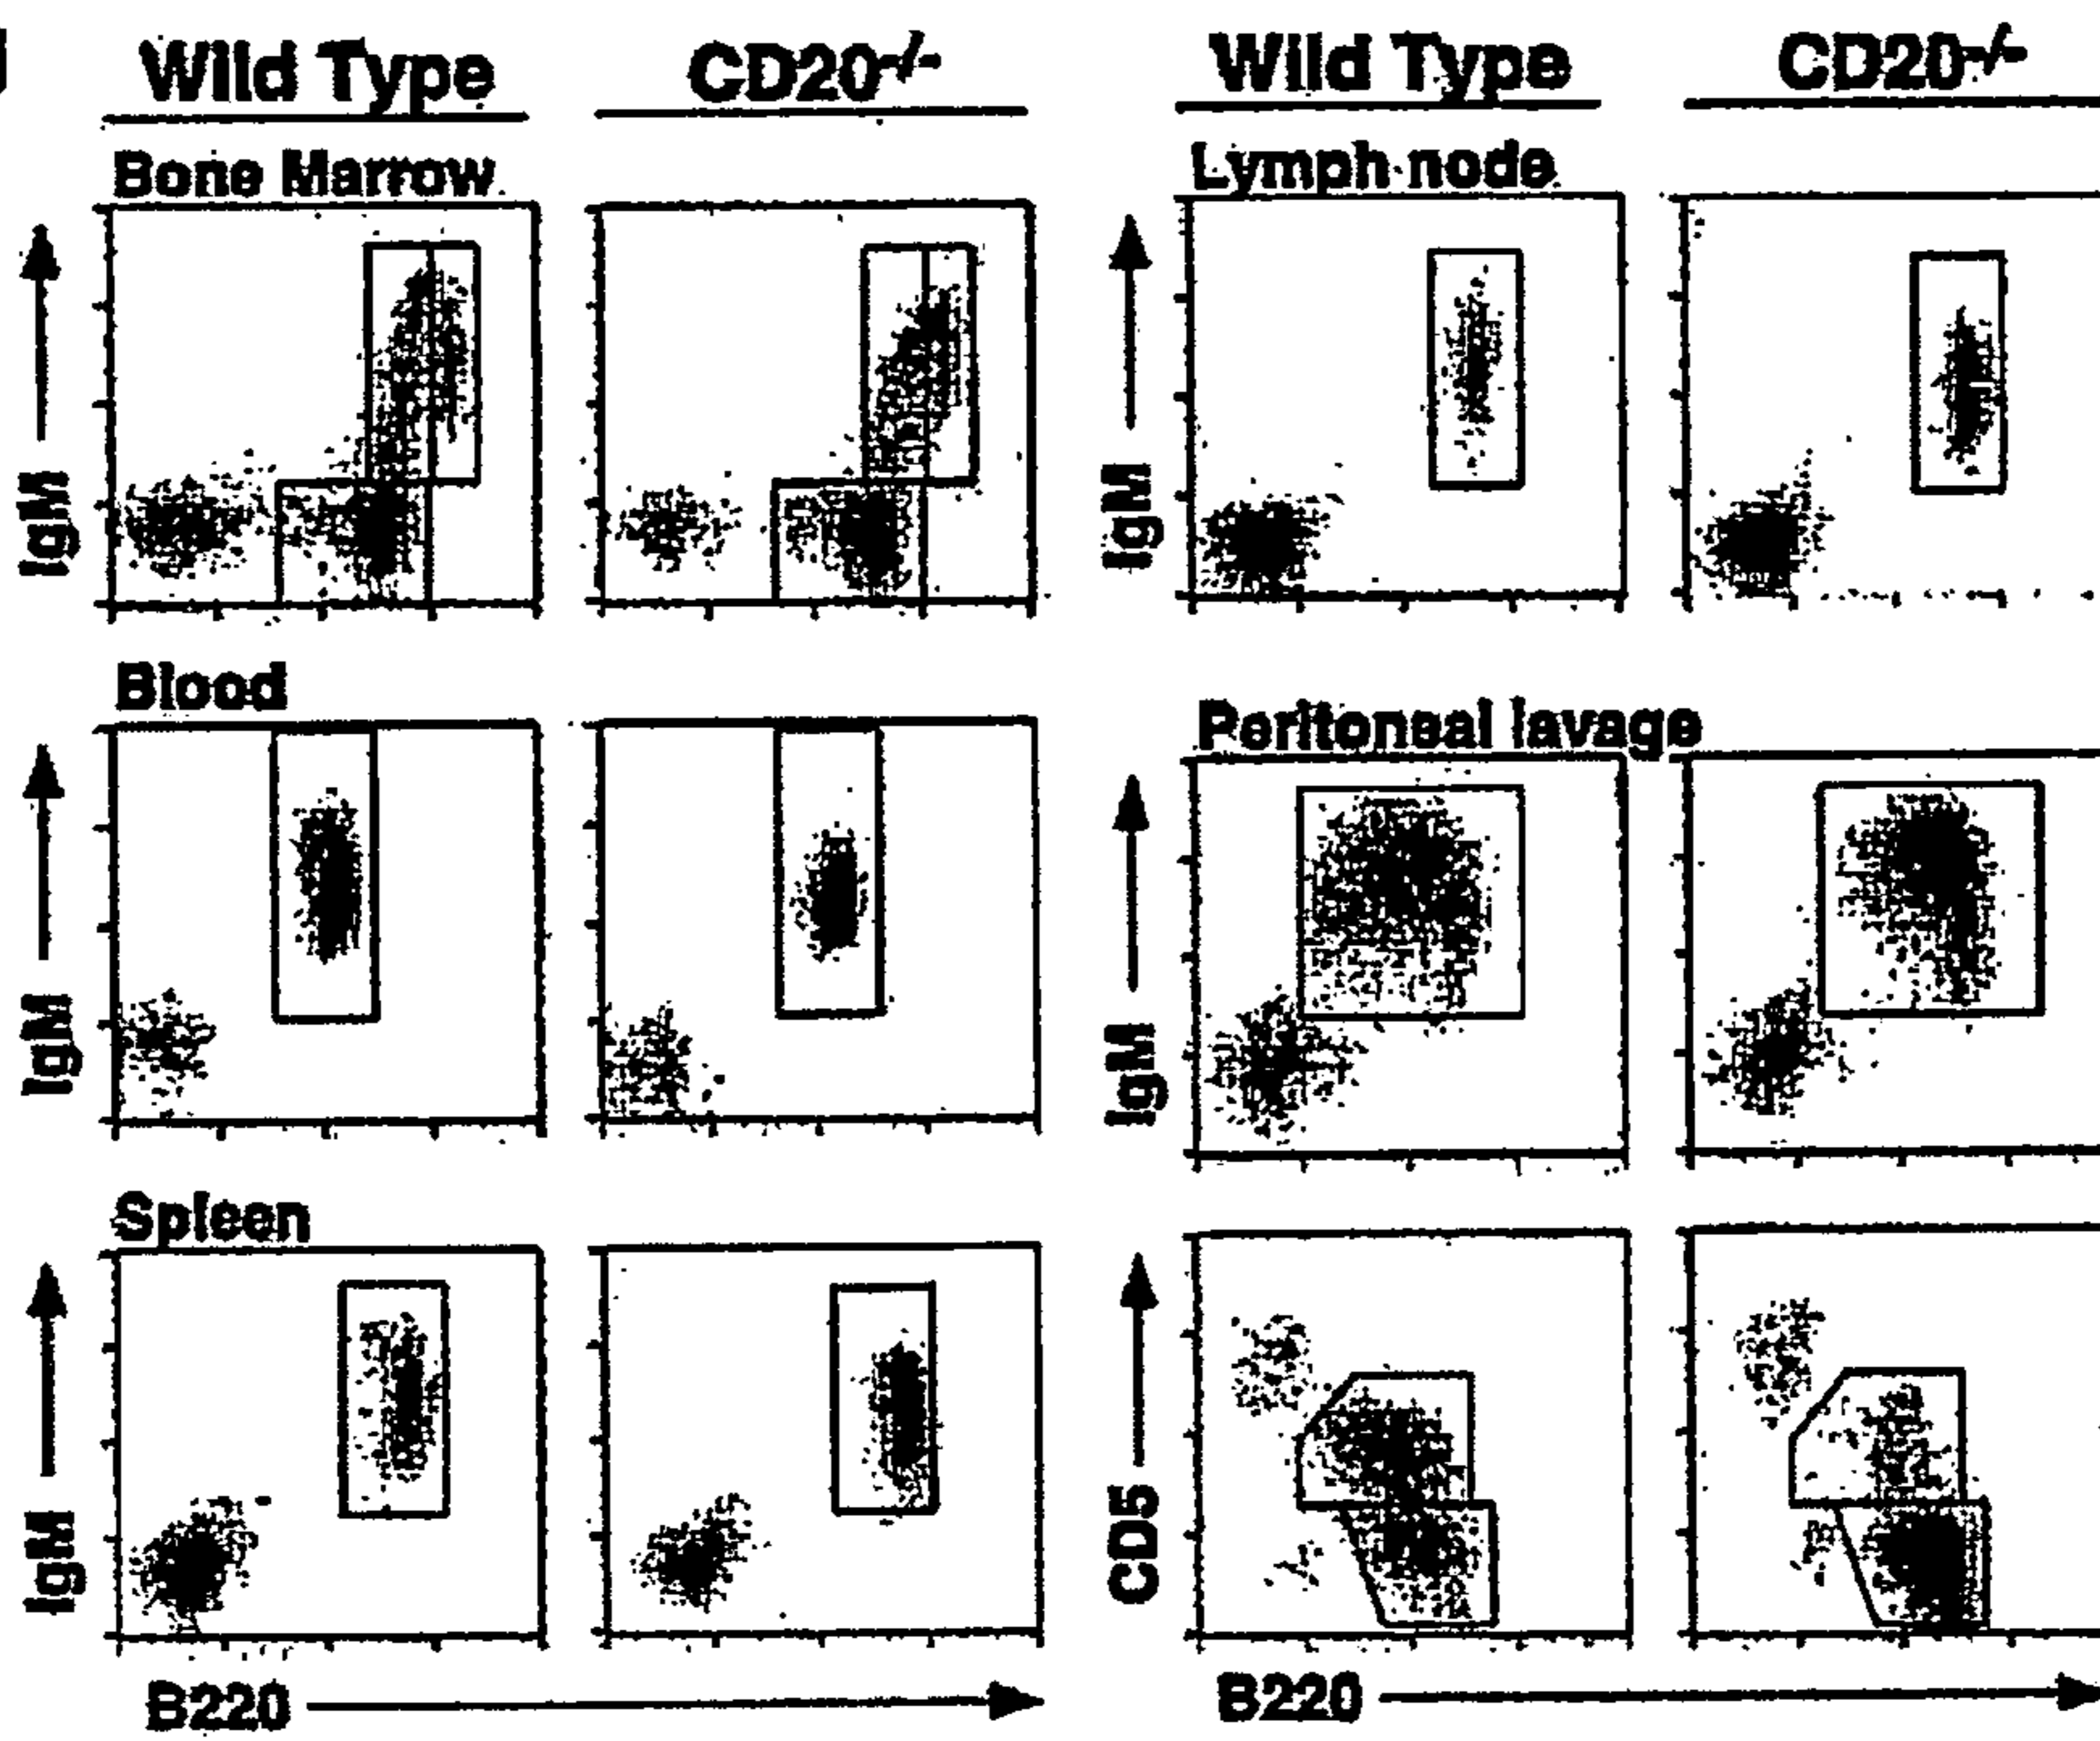 Wild Type CD20-/- Wild Type CD20-/-
Bone Marrow Lymph node
IgM IgM
Blood
Peritoneal lavage
IgM IgM
Spleen
IgM CD5
B220 B220